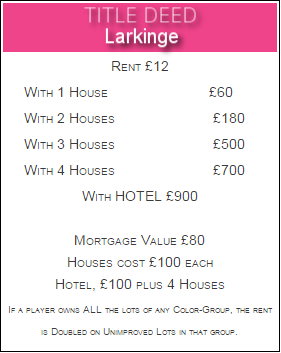 TITLE DEED
Larkinge
Rent £12
With 1 House £60
With 2 Houses £180
With 3 Houses £500
With 4 Houses £700
With HOTEL £900
Mortgage Value £80
Houses cost £100 each
Hotel, £100 plus 4 Houses
If a player owns ALL the lots of any Color-Group, the rent
is Doubled on Unimproved Lots in that group.